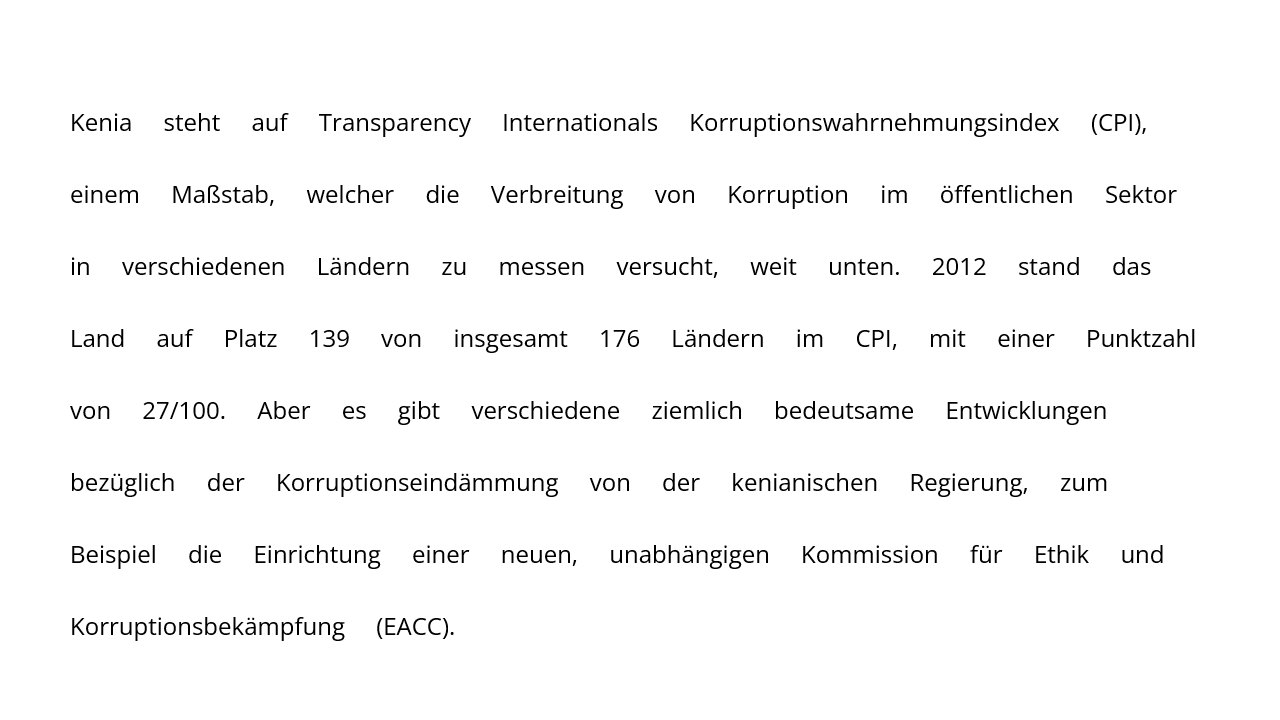 Kenia steht auf Transparency Internationals Korruptionswahrnehmungsindex (CPI),
einem Maßstab, welcher die Verbreitung von Korruption im öffentlichen Sektor
in verschiedenen Ländern zu messen versucht, weit unten. 2012 stand das
Land auf Platz 139 von insgesamt 176 Ländern im CPI, mit einer Punktzahl
von 27/100. Aber es gibt verschiedene ziemlich bedeutsame Entwicklungen
bezüglich der Korruptionseindämmung von der kenianischen Regierung, zum
Beispiel die Einrichtung einer neuen, unabhängigen Kommission für Ethik und
Korruptionsbekämpfung (EACC).